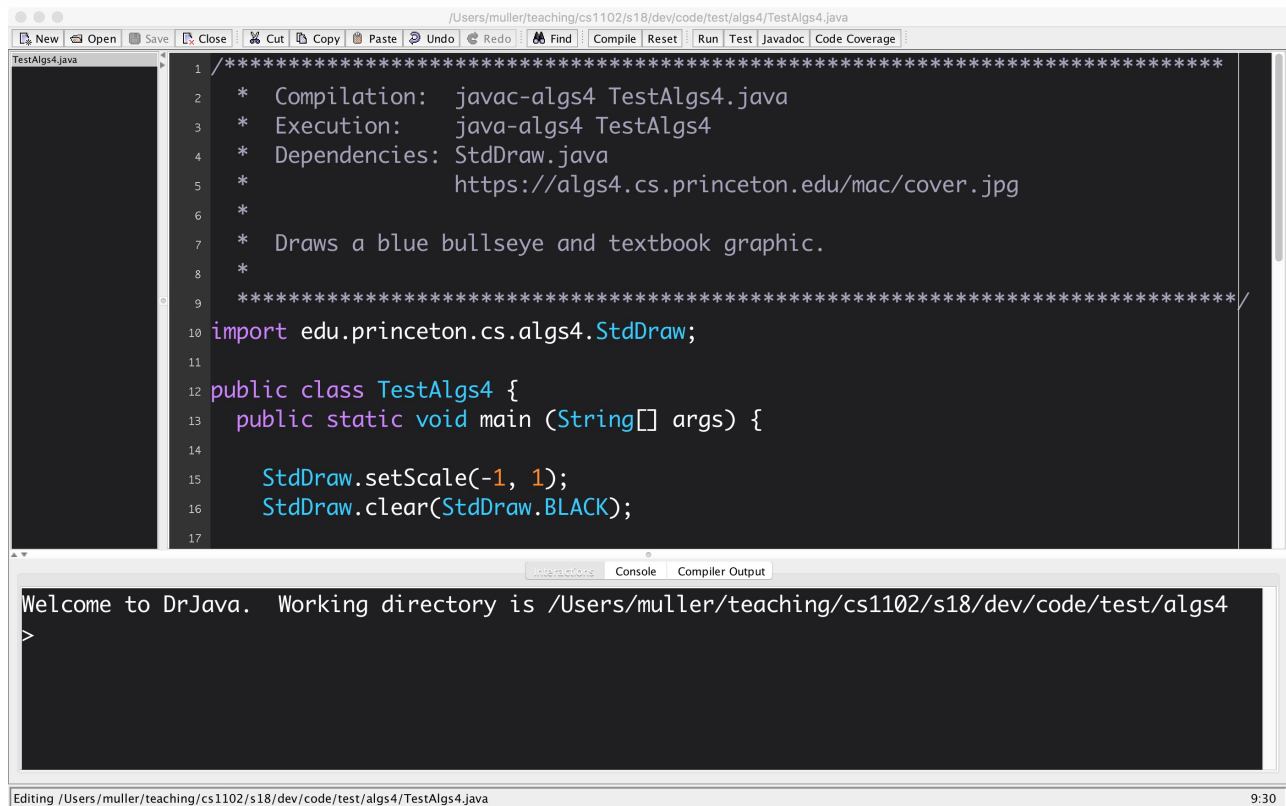 /Users/muller/teaching/cs1102/s18/dev/code/test/algs4/TestAlgs4.java
New Open Save Close Cut Copy Paste Undo Redo Find Compile Reset Run Test Javadoc Code Coverage
TestAlgs4.java
1 /******************************************************************************
2  *  Compilation:  javac-algs4 TestAlgs4.java
3  *  Execution:    java-algs4 TestAlgs4
4  *  Dependencies: StdDraw.java
5  *                https://algs4.cs.princeton.edu/mac/cover.jpg
6  *
7  *  Draws a blue bullseye and textbook graphic.
8  *
9  ******************************************************************************/
10 import edu.princeton.cs.algs4.StdDraw;
11
12 public class TestAlgs4 {
13   public static void main (String[] args) {
14
15     StdDraw.setScale(-1, 1);
16     StdDraw.clear(StdDraw.BLACK);
17
Interactions Console Compiler Output
Welcome to DrJava.  Working directory is /Users/muller/teaching/cs1102/s18/dev/code/test/algs4
>
Editing /Users/muller/teaching/cs1102/s18/dev/code/test/algs4/TestAlgs4.java 9:30